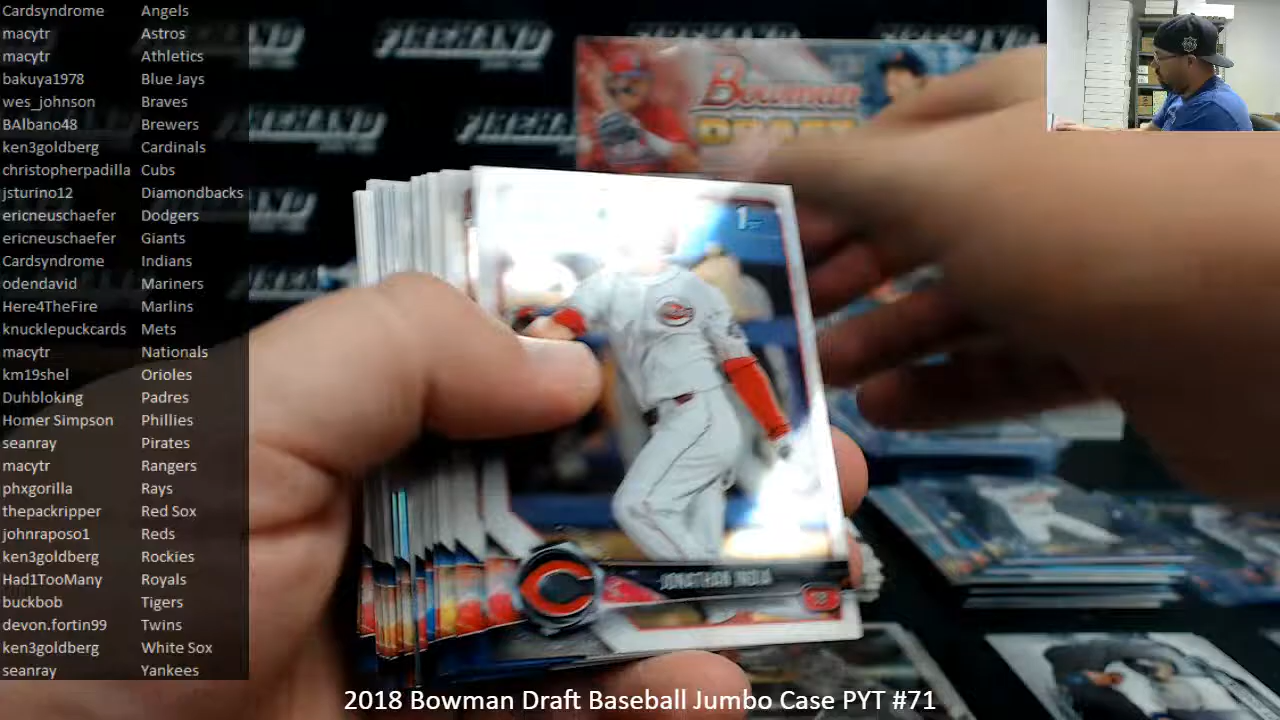 Cardsyndrome Angels
macytr Astros
macytr Athletics
bakuya1978 Blue Jays
wes_johnson Braves
BAlbano48 Brewers
ken3goldberg Cardinals
christopherpadilla Cubs
jsturino12 Diamondbacks
ericneuschaefer Dodgers
ericneuschaefer Giants
Cardsyndrome Indians
odendavid Mariners
Here4TheFire Marlins
knucklepuckcards Mets
macytr Nationals
km19shel Orioles
Duhbloking Padres
Homer Simpson Phillies
seanray Pirates
macytr Rangers
phxgorilla Rays
thepackripper Red Sox
johnraposo1 Reds
ken3goldberg Rockies
Had1TooMany Royals
buckbob Tigers
devon.fortin99 Twins
ken3goldberg White Sox
seanray Yankees
FIREHAND
FIREHAND
FIREHAND
Bowman
1st
JONATHAN INDIA
2018 Bowman Draft Baseball Jumbo Case PYT #71